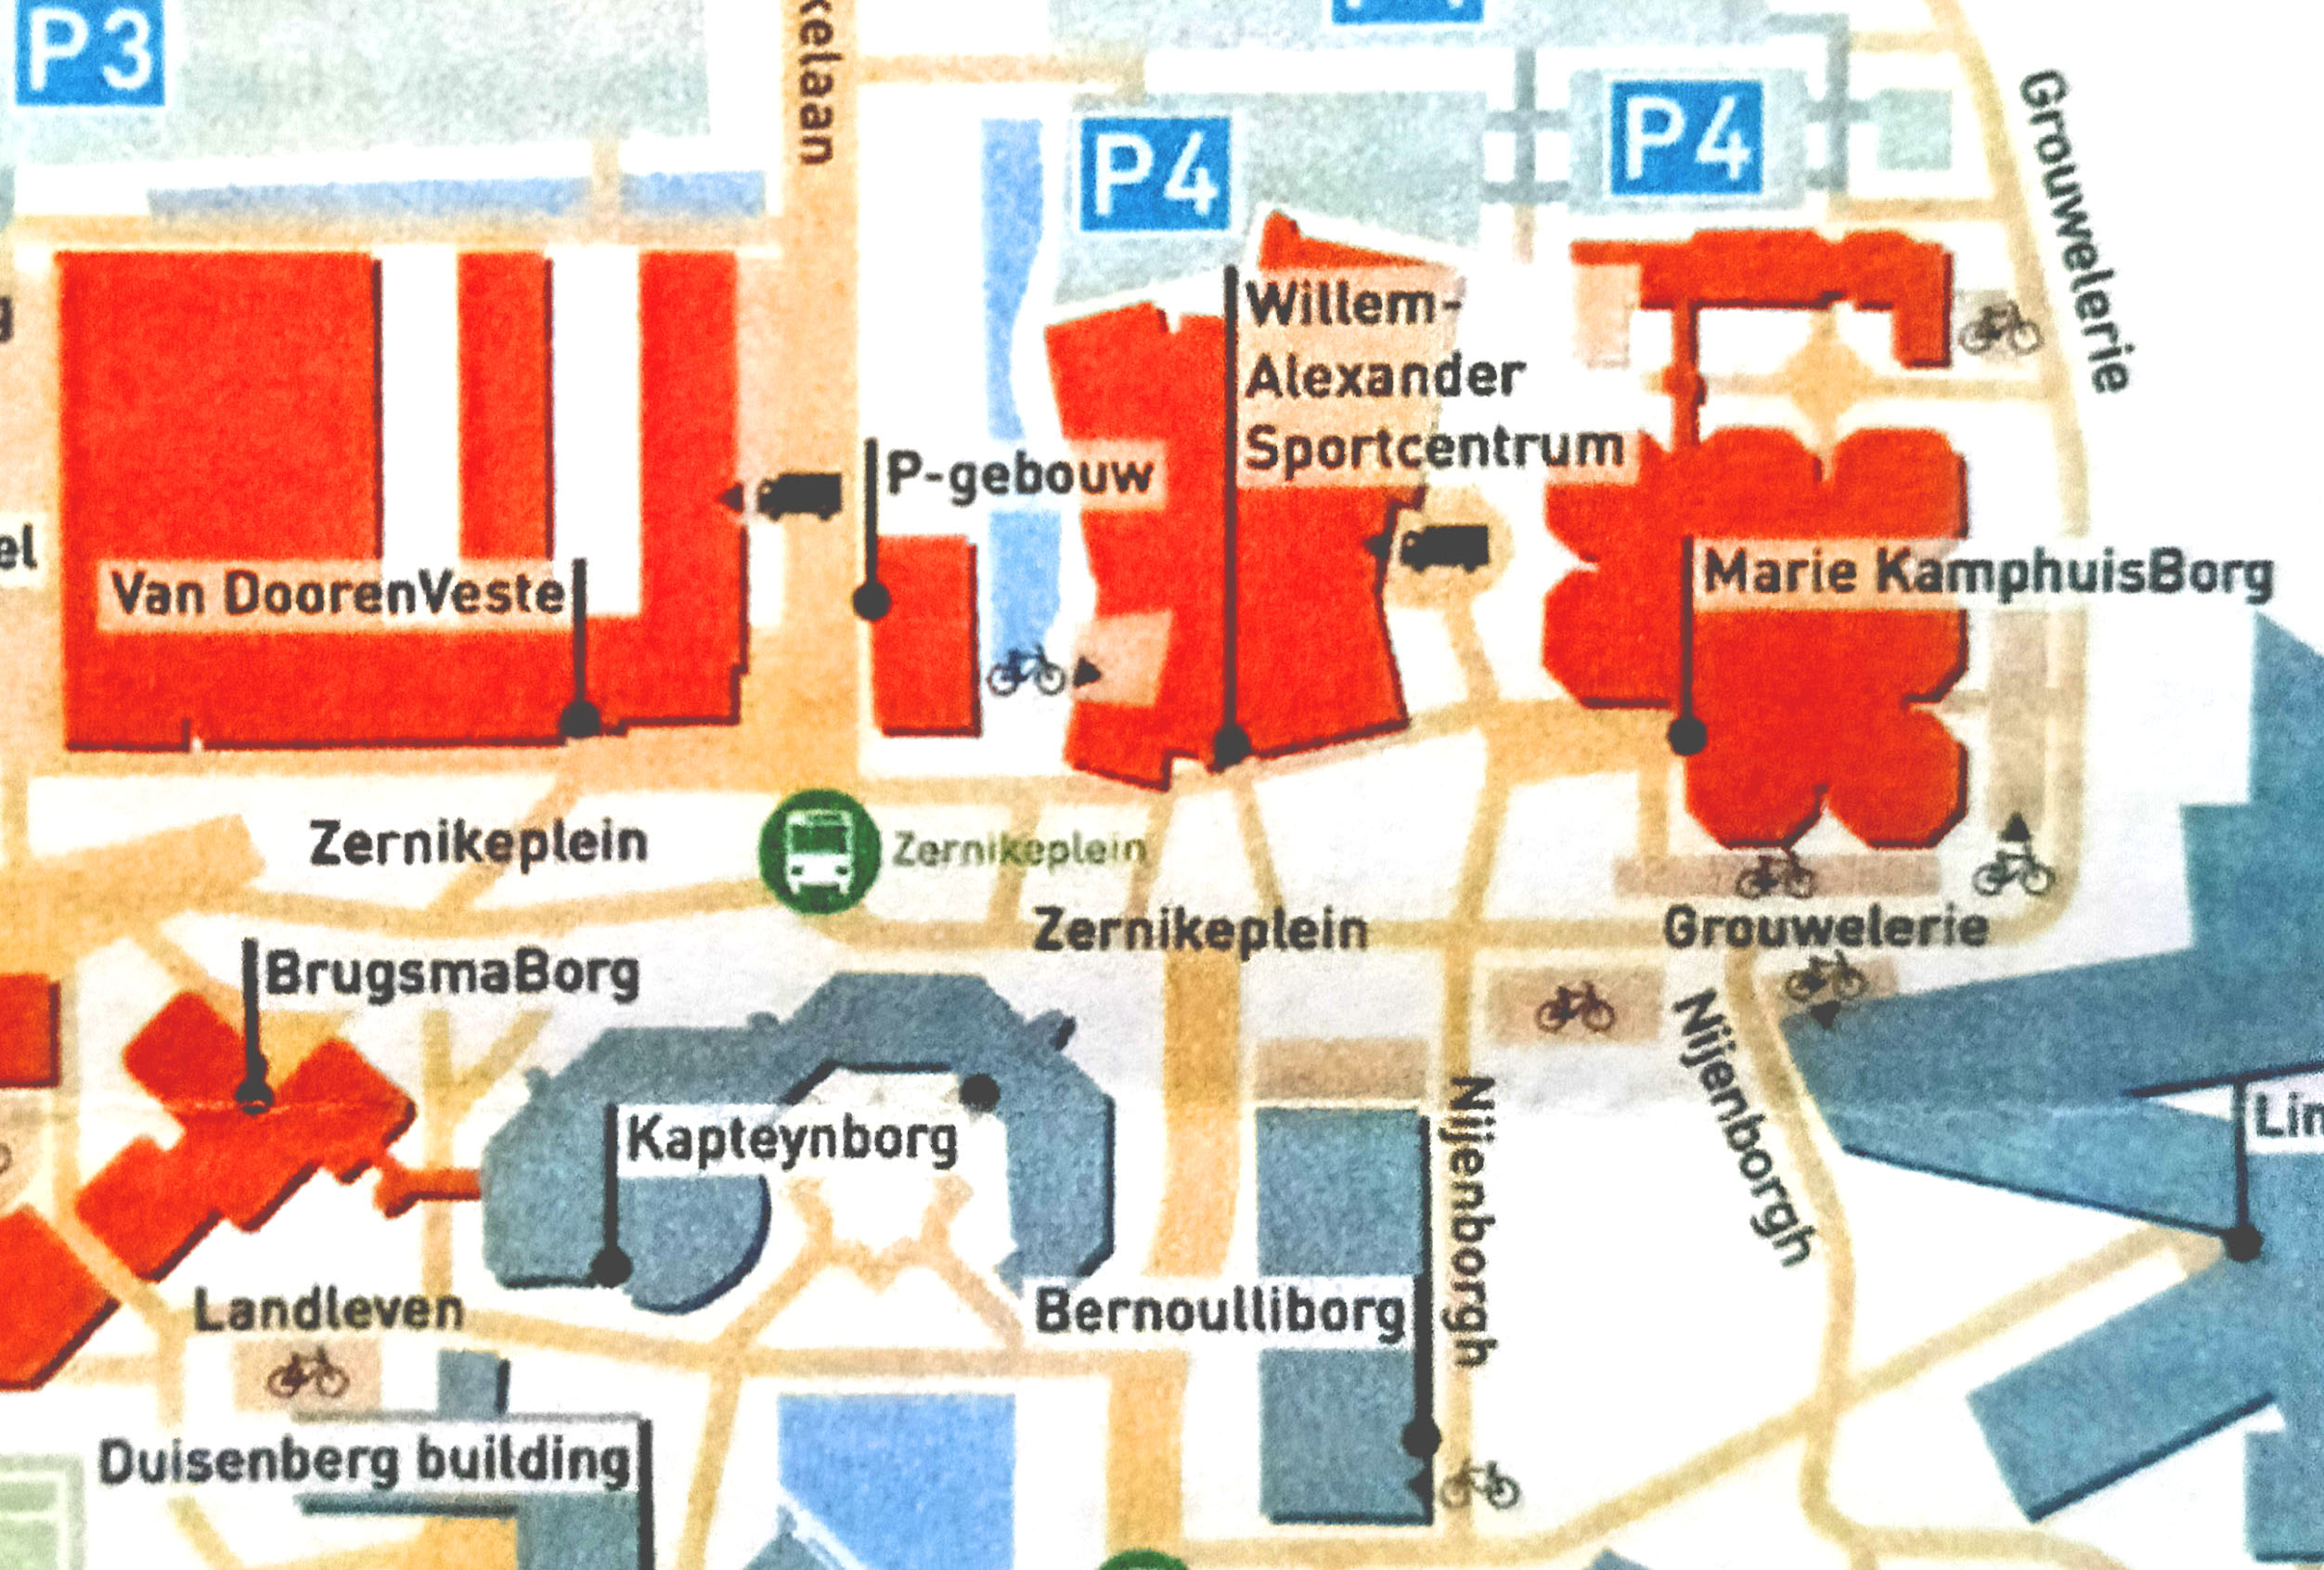 P3
kelaan
P4
P4
Grouwelerie
Willem-
Alexander
Sportcentrum
P-gebouw
Van DoorenVeste
Marie KamphuisBorg
Zernikeplein
Zernikeplein
Zernikeplein
Grouwelerie
BrugsmaBorg
Nijenborgh
Kapteynborg
Nijenborgh
Lin
Landleven
Bernoulliborg
Duisenberg building